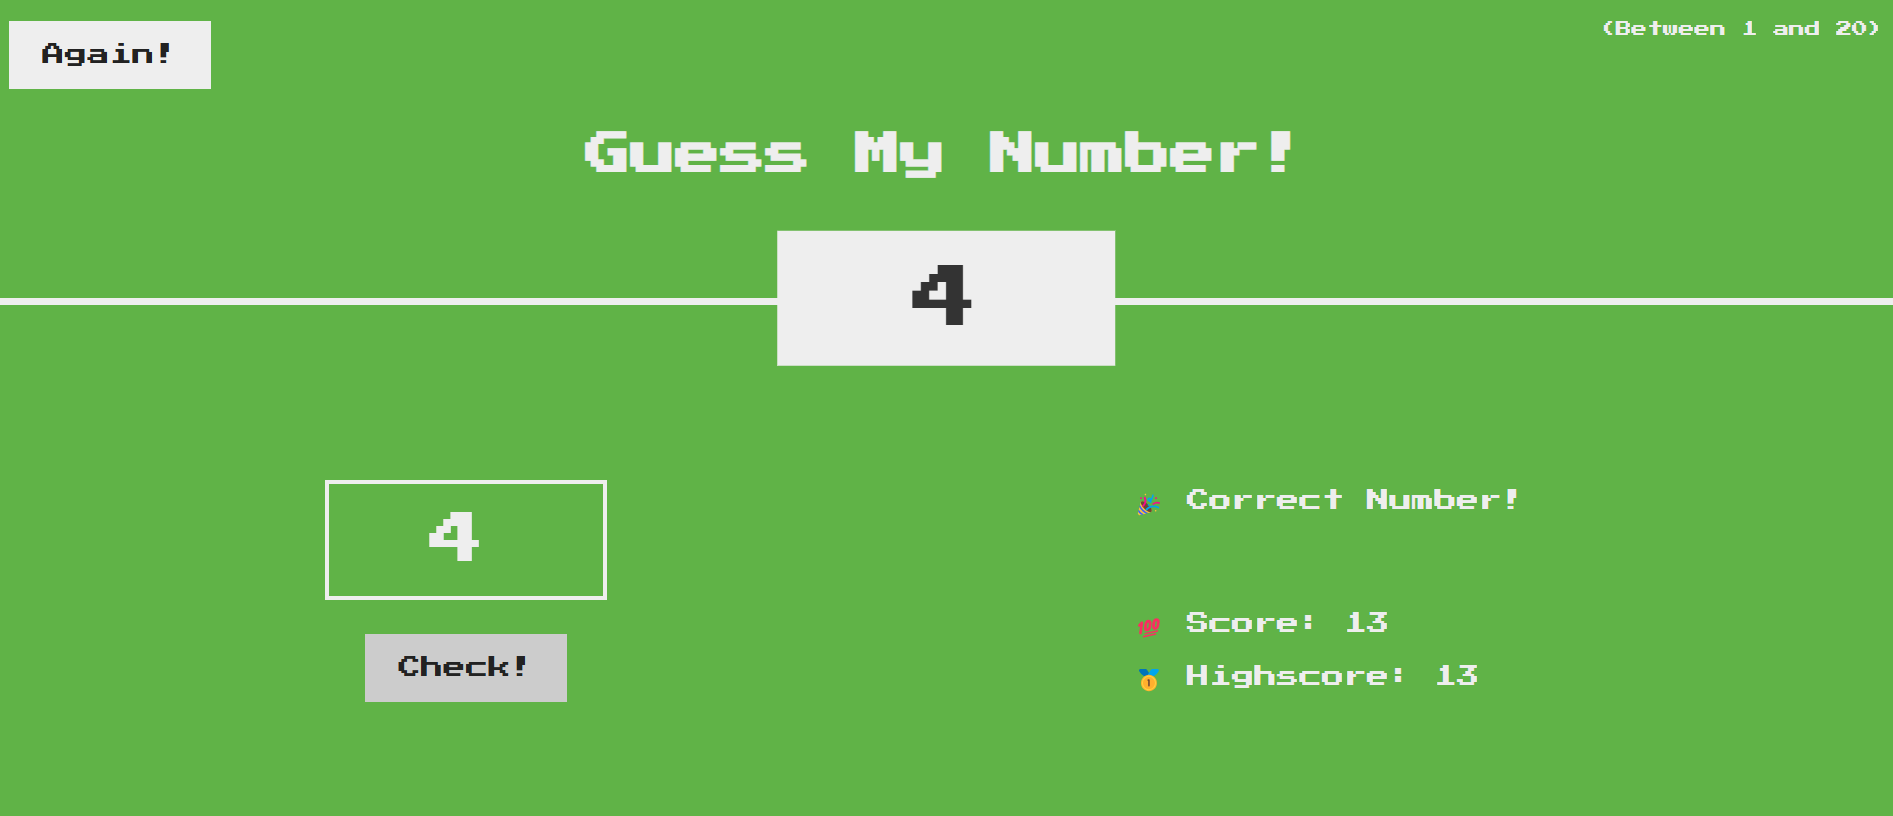 Again!
(Between 1 and 20)
Guess My Number!
4
4
Check!
🎉 Correct Number!
💯 Score: 13
🥇 Highscore: 13